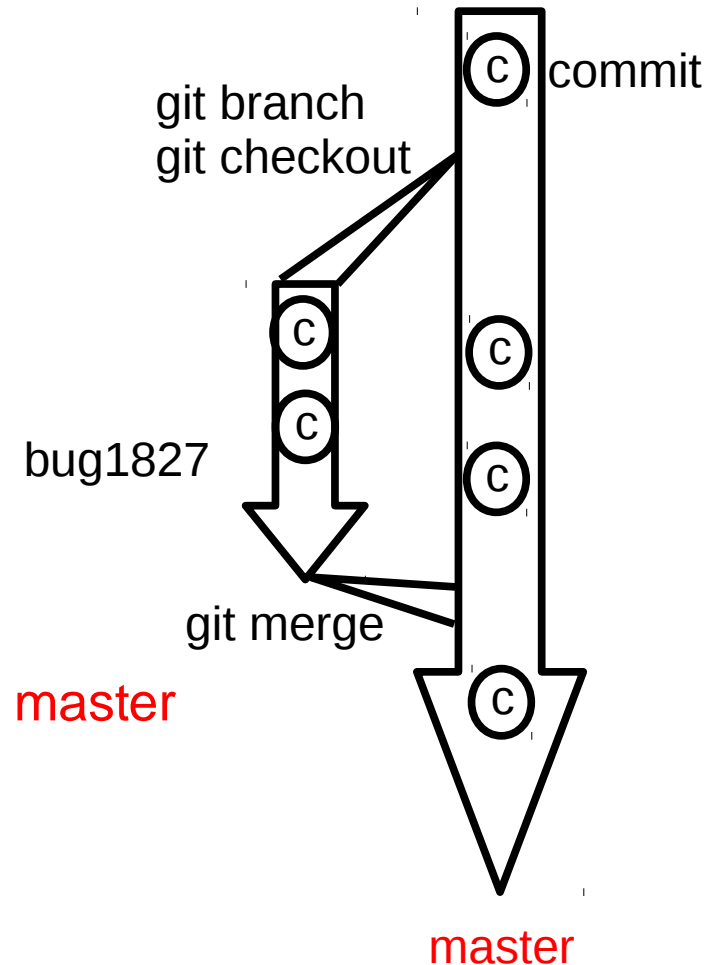 c commit
git branch
git checkout
c
c
c
bug1827
c
git merge
master
c
master